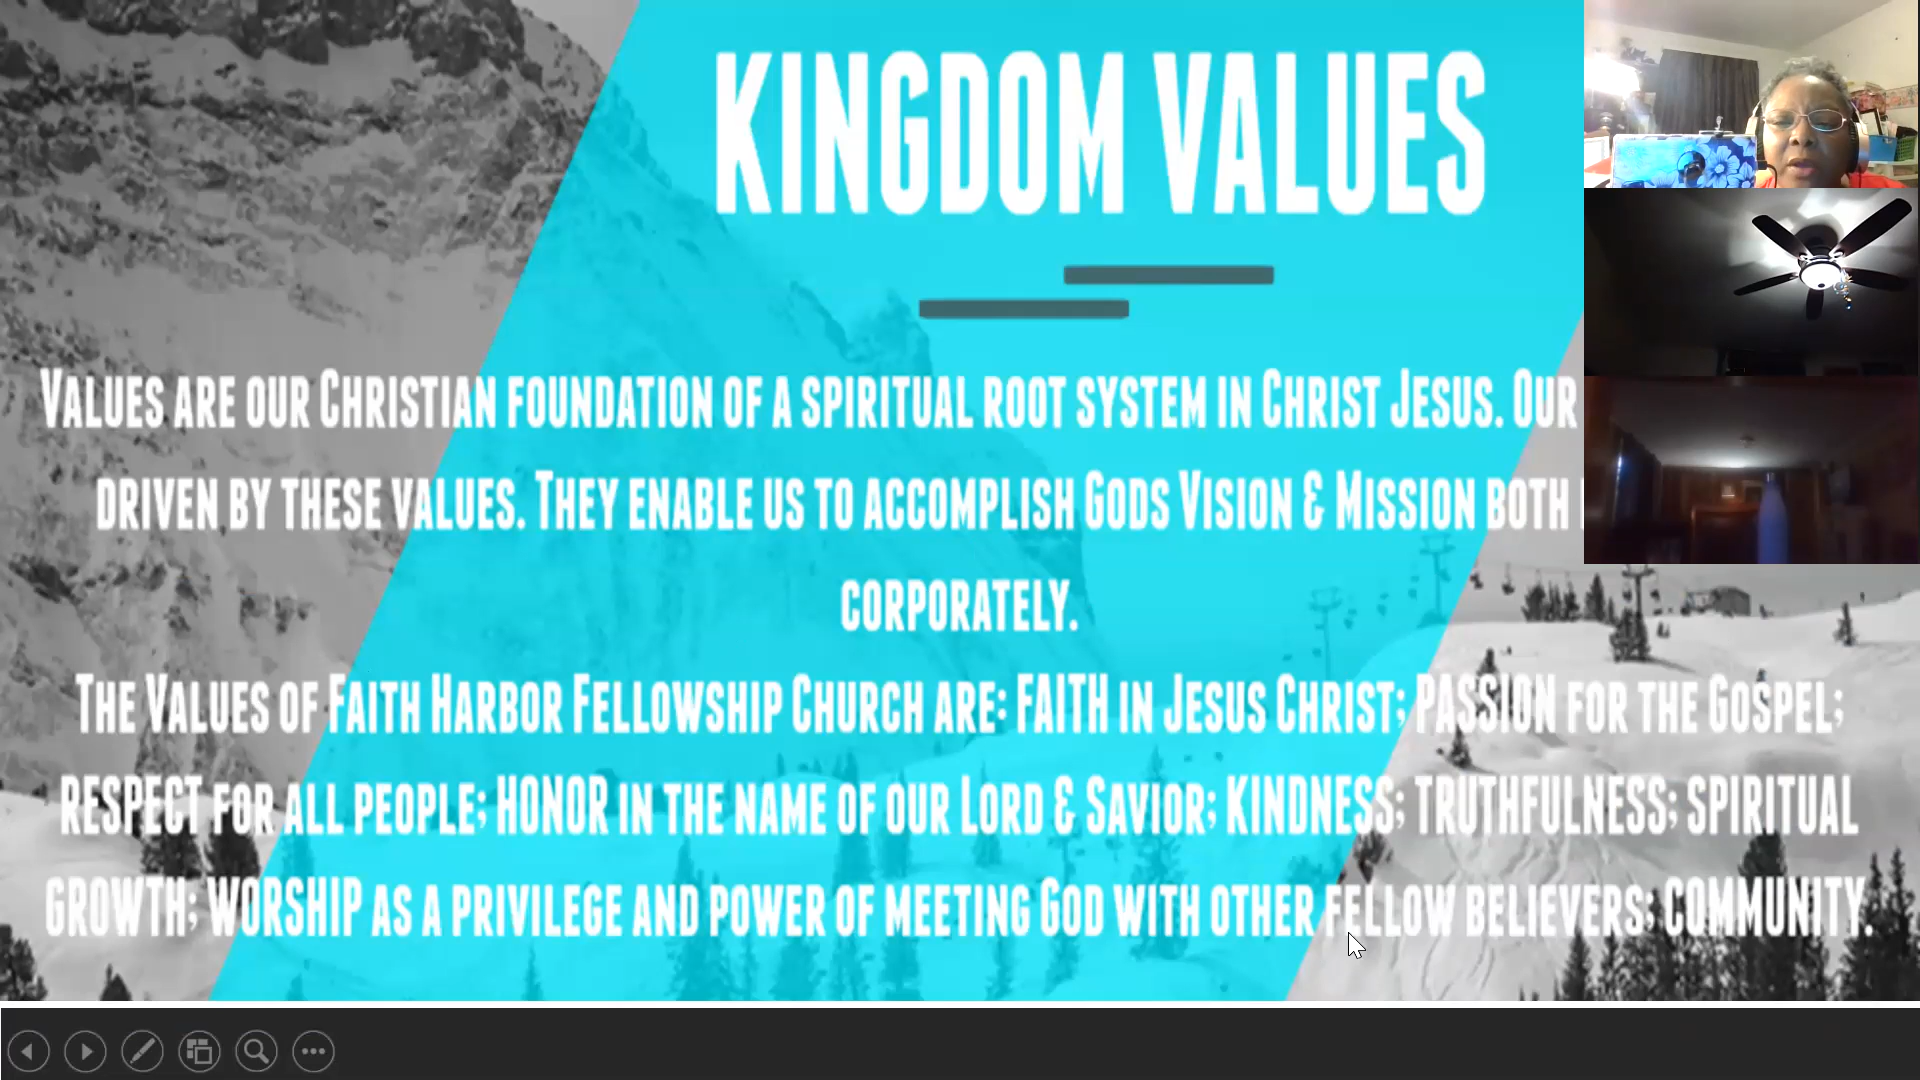 KINGDOM VALUES
VALUES ARE OUR CHRISTIAN FOUNDATION OF A SPIRITUAL ROOT SYSTEM IN CHRIST JESUS. OUR
DRIVEN BY THESE VALUES. THEY ENABLE US TO ACCOMPLISH GODS VISION & MISSION BOTH
CORPORATELY.
THE VALUES OF FAITH HARBOR FELLOWSHIP CHURCH ARE: FAITH IN JESUS CHRIST; PASSION FOR THE GOSPEL;
RESPECT FOR ALL PEOPLE; HONOR IN THE NAME OF OUR LORD & SAVIOR; KINDNESS; TRUTHFULNESS; SPIRITUAL
GROWTH; WORSHIP AS A PRIVILEGE AND POWER OF MEETING GOD WITH OTHER FELLOW BELIEVERS; COMMUNITY.